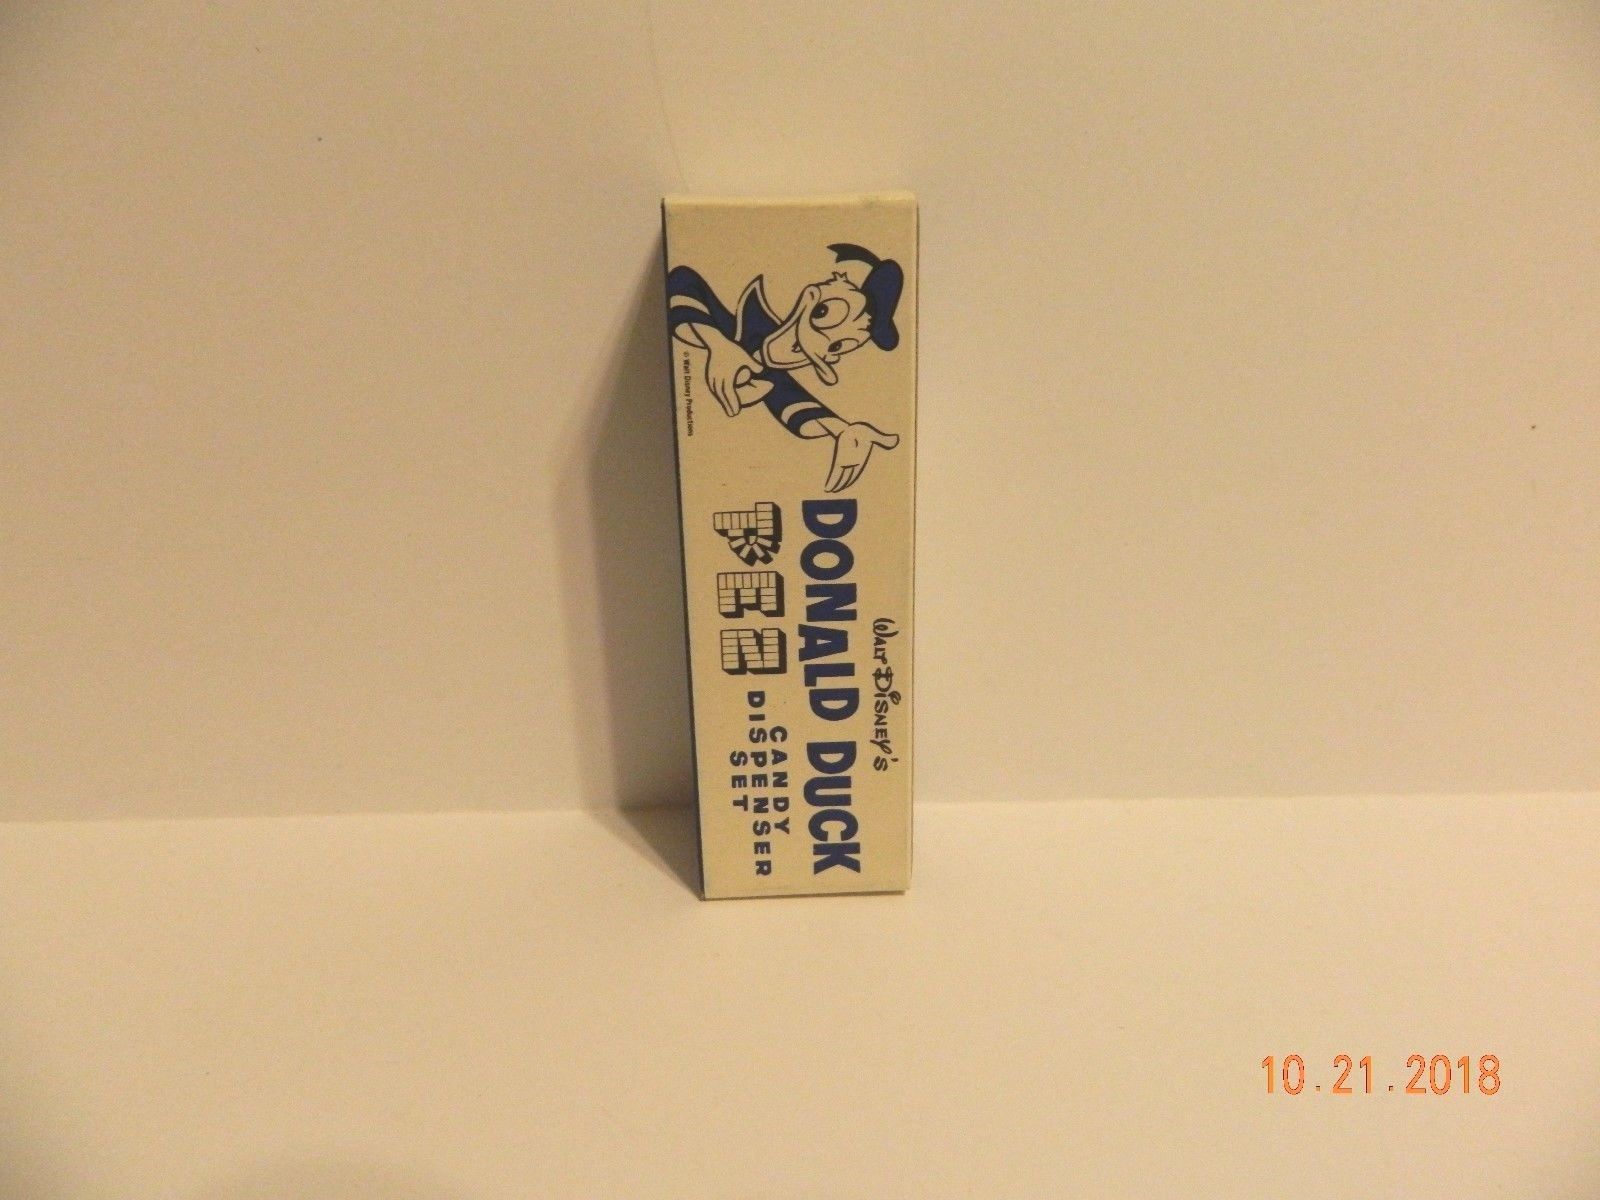 WALT DISNEY'S
DONALD DUCK
PEZ
CANDY
DISPENSER
SET
© Walt Disney Productions
10.21.2018